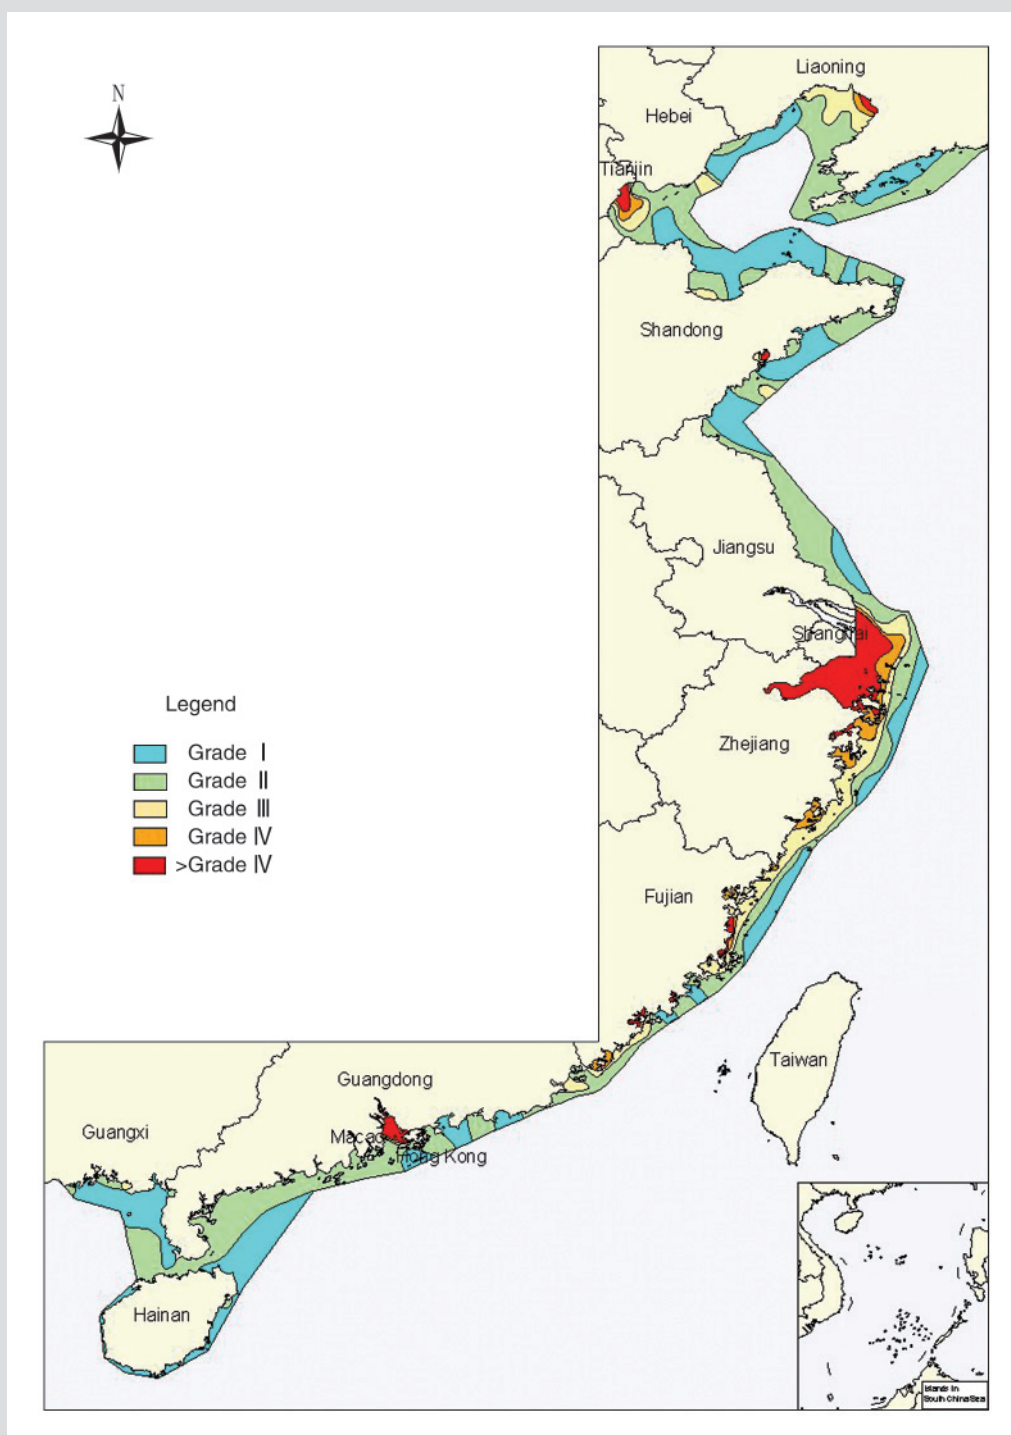 N
Liaoning
Hebei
Tianjin
Shandong
Jiangsu
Shanghai
Legend
Grade Ⅰ
Grade Ⅱ
Grade Ⅲ
Grade Ⅳ
>Grade Ⅳ
Zhejiang
Fujian
Taiwan
Guangdong
Guangxi
Macao
Hong Kong
Hainan
Islands in
South China Sea